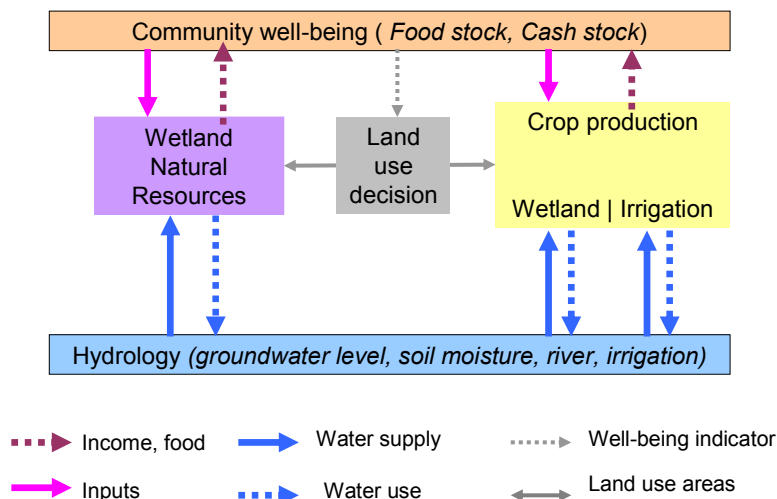 Community well-being ( Food stock, Cash stock)
Wetland
Natural
Resources
Land
use
decision
Crop production
Wetland | Irrigation
Hydrology (groundwater level, soil moisture, river, irrigation)
Income, food
Water supply
Well-being indicator
Inputs
Water use
Land use areas